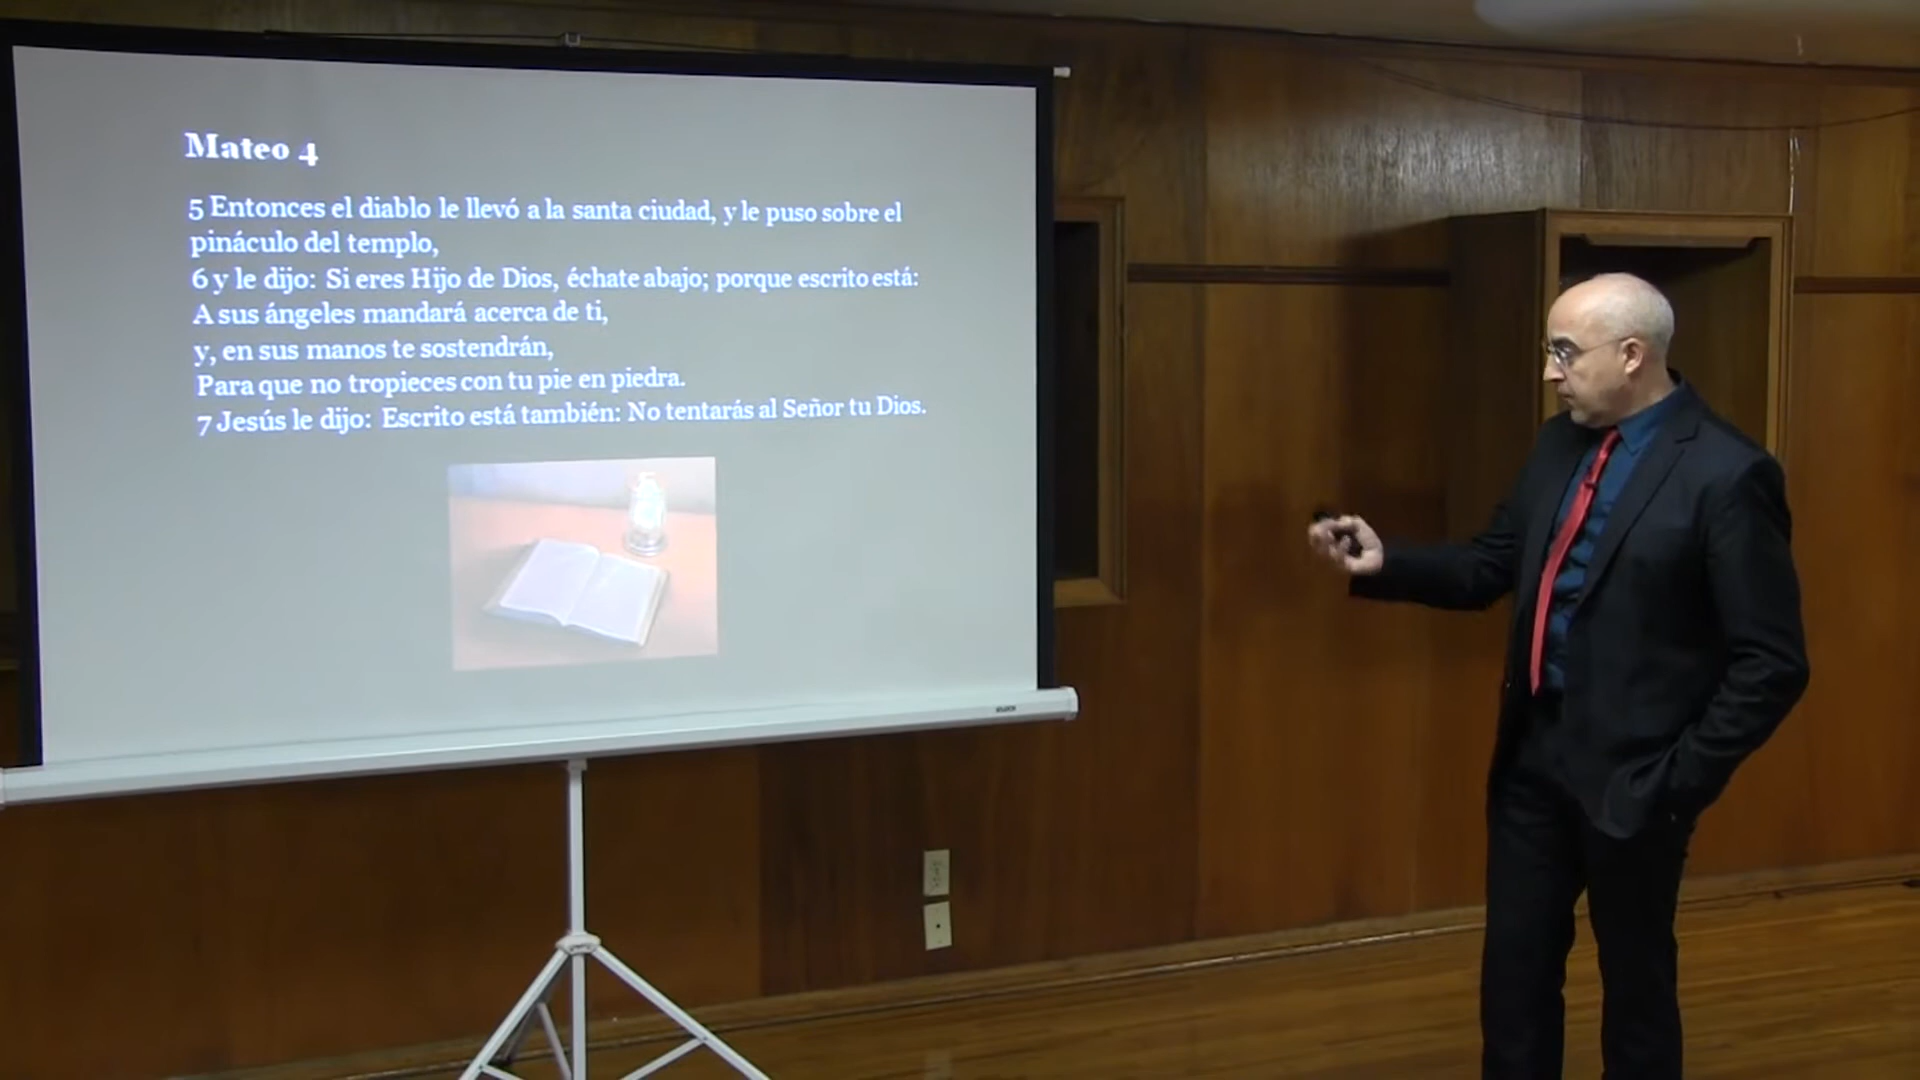 Mateo 4
5 Entonces el diablo le llevó a la santa ciudad, y le puso sobre el
pináculo del templo,
6 y le dijo: Si eres Hijo de Dios, échate abajo; porque escrito está:
A sus ángeles mandará acerca de ti,
y, en sus manos te sostendrán,
Para que no tropieces con tu pie en piedra.
7 Jesús le dijo: Escrito está también: No tentarás al Señor tu Dios.